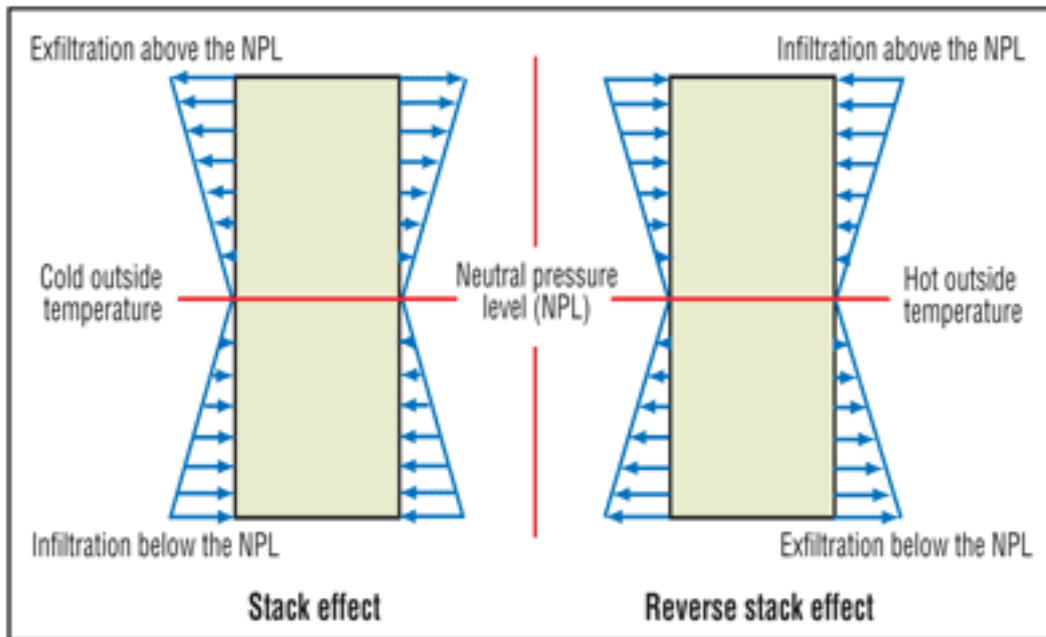 Exfiltration above the NPL
Infiltration above the NPL
Cold outside
temperature
Neutral pressure
level (NPL)
Hot outside
temperature
Infiltration below the NPL
Exfiltration below the NPL
Stack effect
Reverse stack effect